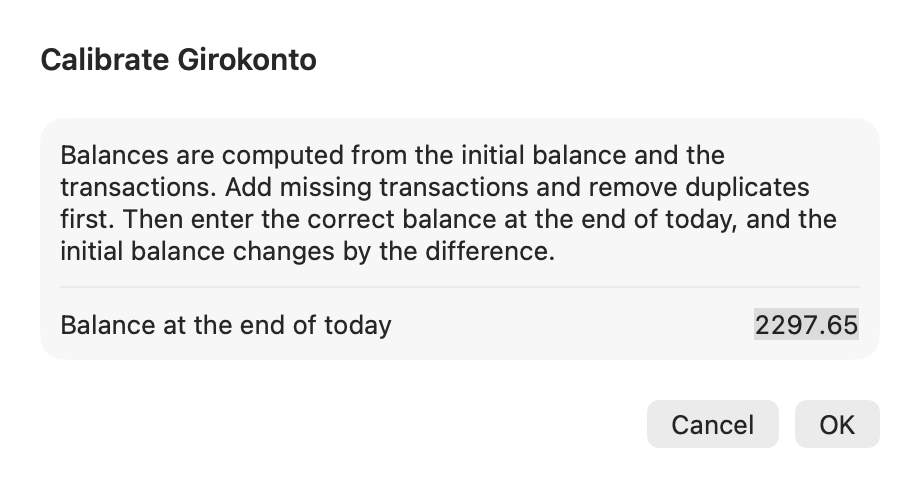 Calibrate Girokonto
Balances are computed from the initial balance and the
transactions. Add missing transactions and remove duplicates
first. Then enter the correct balance at the end of today, and the
initial balance changes by the difference.
Balance at the end of today 2297.65
Cancel OK